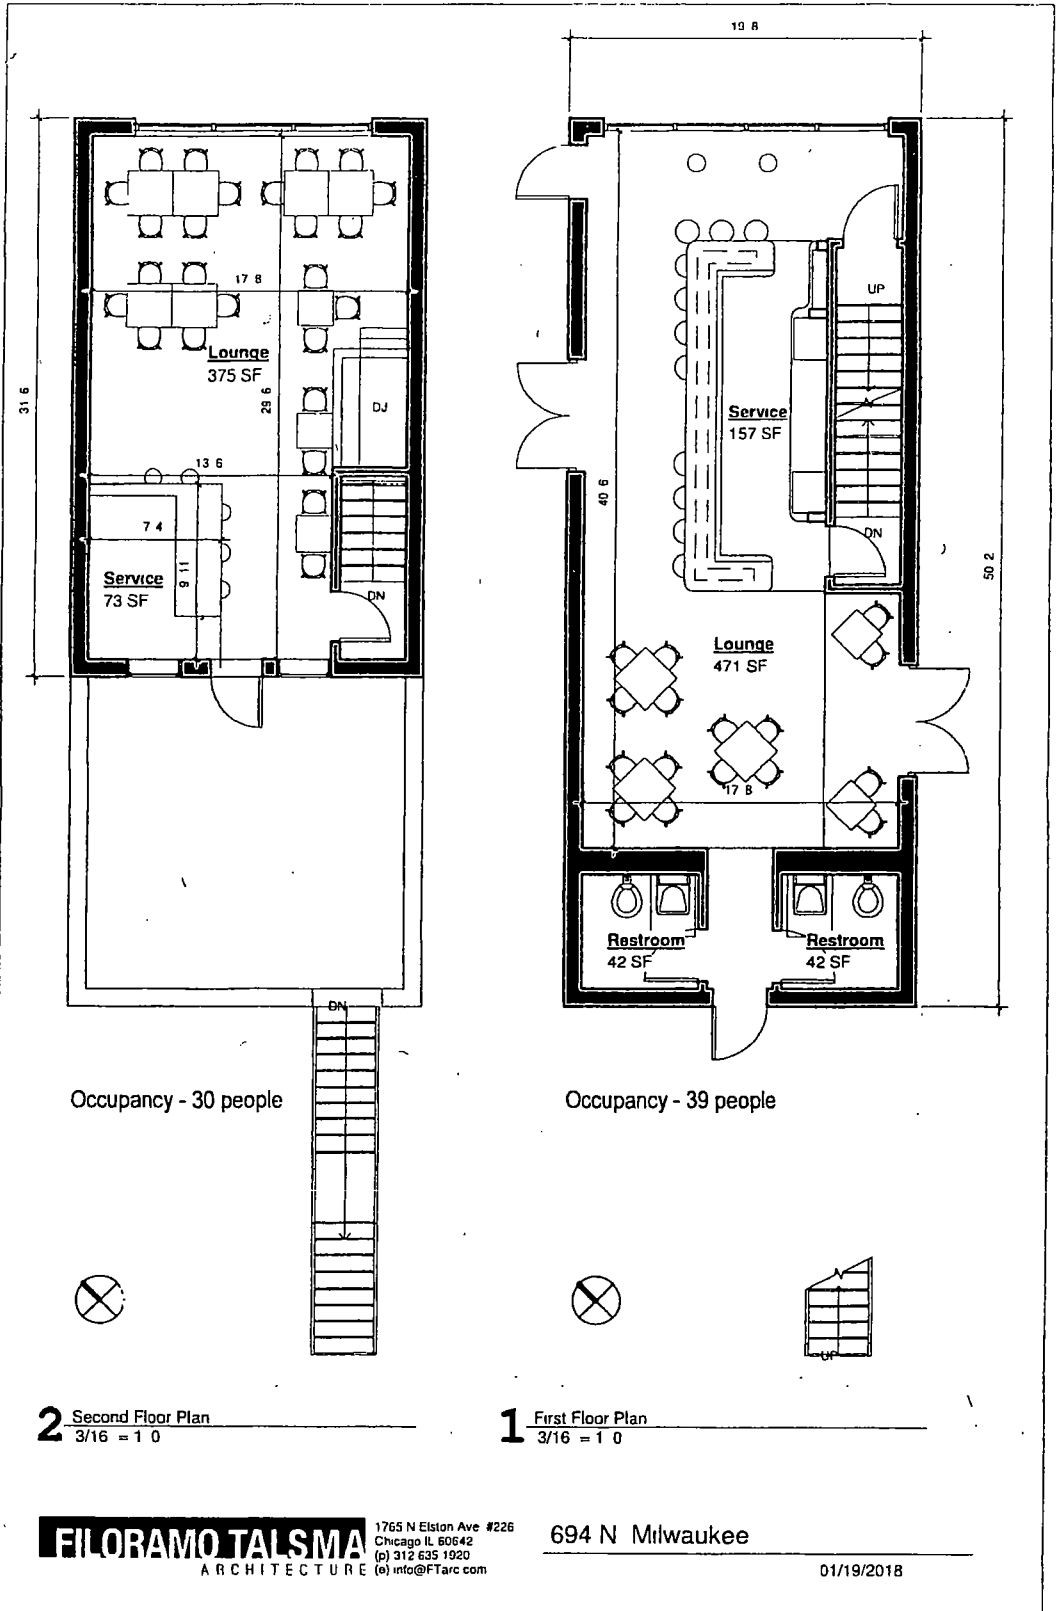 19 8
17 8
Lounge
375 SF
DJ
31 6
29 6
13 6
7 4
9 11
Service
73 SF
DN
DN
UP
Service
157 SF
40 6
DN
50 2
Lounge
471 SF
17 8
Restroom
42 SF
Restroom
42 SF
Occupancy - 30 people
Occupancy - 39 people
UP
2 Second Floor Plan
3/16 = 1 0
1 First Floor Plan
3/16 = 1 0
FILORAMO TALSMA
ARCHITECTURE
1765 N Elston Ave #226
Chicago IL 60642
(p) 312 635 1920
(e) info@FTarc com
694 N Milwaukee
01/19/2018